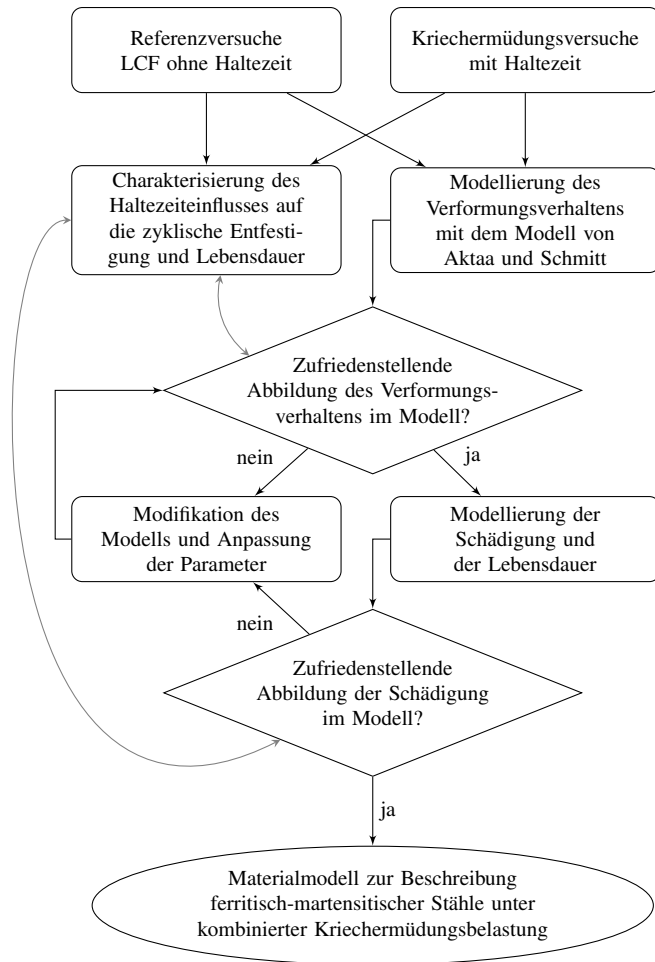 Referenzversuche
LCF ohne Haltezeit
Kriechermüdungsversuche
mit Haltezeit
Charakterisierung des
Haltezeiteinflusses auf
die zyklische Entfesti-
gung und Lebensdauer
Modellierung des
Verformungsverhaltens
mit dem Modell von
Aktaa und Schmitt
Zufriedenstellende
Abbildung des Verformungs-
verhaltens im Modell?
nein
ja
Modifikation des
Modells und Anpassung
der Parameter
Modellierung der
Schädigung und
der Lebensdauer
nein
Zufriedenstellende
Abbildung der Schädigung
im Modell?
ja
Materialmodell zur Beschreibung
ferritisch-martensitischer Stähle unter
kombinierter Kriechermüdungsbelastung